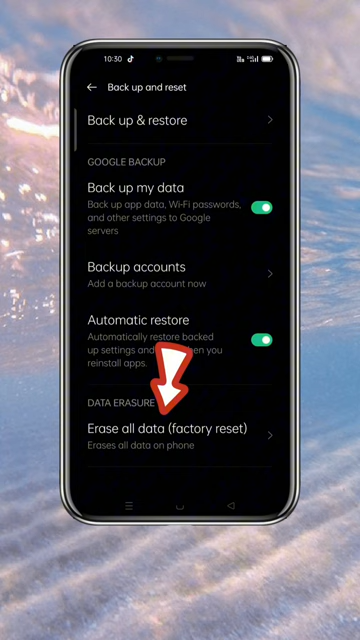 10:30
Back up and reset
Back up & restore
GOOGLE BACKUP
Back up my data
Back up app data, Wi-Fi passwords,
and other settings to Google
servers
Backup accounts
Add a backup account now
Automatic restore
Automatically restore backed
up settings and when you
reinstall apps.
DATA ERASURE
Erase all data (factory reset)
Erases all data on phone